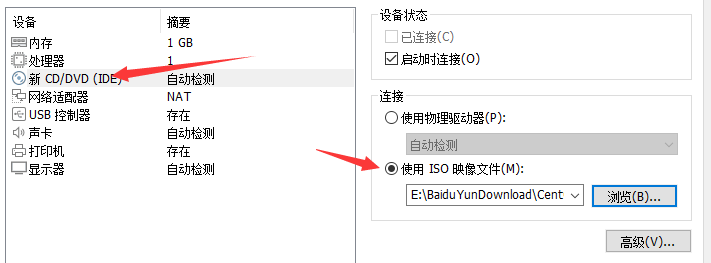 设备 摘要
内存 1 GB
处理器 1
新 CD/DVD (IDE) 自动检测
网络适配器 NAT
USB 控制器 存在
声卡 自动检测
打印机 存在
显示器 自动检测
设备状态
已连接(C)
启动时连接(O)
连接
使用物理驱动器(P):
自动检测
使用 ISO 映像文件(M):
E:\BaiduYunDownload\Cent
浏览(B)...
高级(V)...